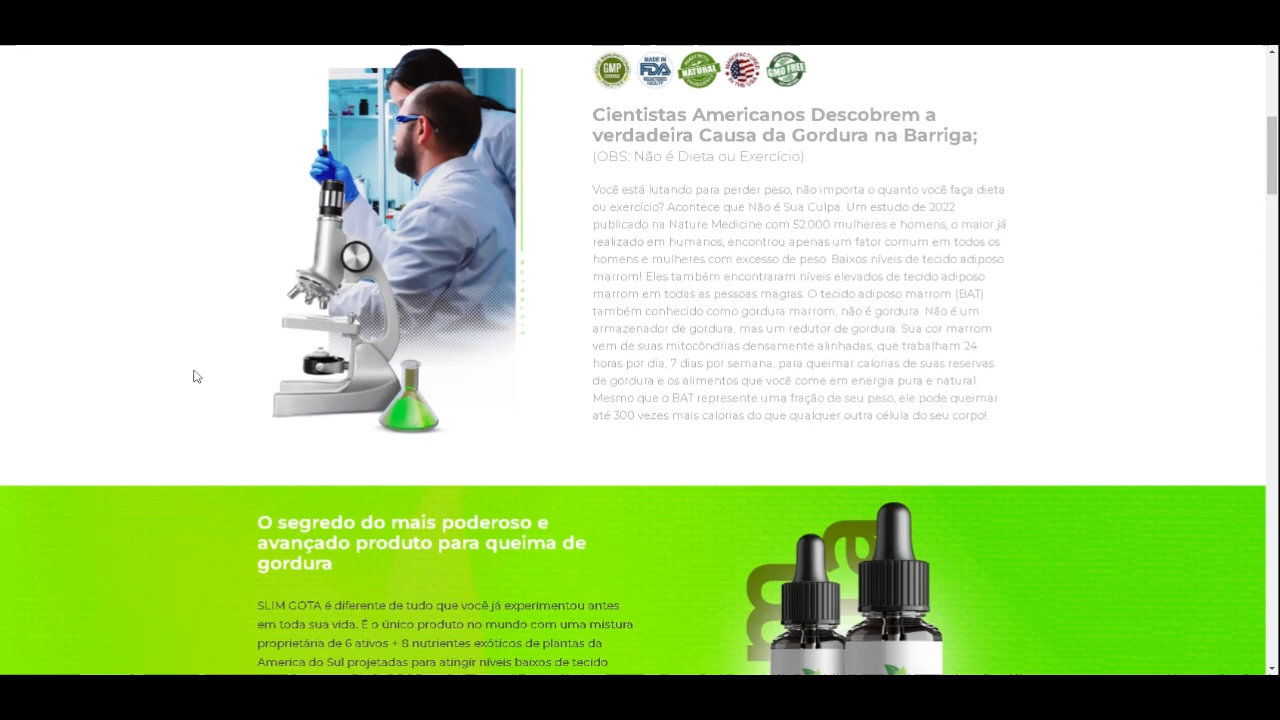 GMP
MADE IN
FDA
REGISTERED
FACILITY
NATURAL
GMO FREE
Cientistas Americanos Descobrem a
verdadeira Causa da Gordura na Barriga;
(OBS: Não é Dieta ou Exercício)
Você está lutando para perder peso, não importa o quanto você faça dieta
ou exercício? Acontece que Não é Sua Culpa. Um estudo de 2022
publicado na Nature Medicine com 52.000 mulheres e homens, o maior já
realizado em humanos, encontrou apenas um fator comum em todos os
homens e mulheres com excesso de peso. Baixos níveis de tecido adiposo
marrom! Eles também encontraram níveis elevados de tecido adiposo
marrom em todas as pessoas magras. O tecido adiposo marrom (BAT)
também conhecido como gordura marrom, não é gordura. Não é um
armazenador de gordura, mas um redutor de gordura. Sua cor marrom
vem de suas mitocôndrias densamente alinhadas, que trabalham 24
horas por dia, 7 dias por semana, para queimar calorias de suas reservas
de gordura e os alimentos que você come em energia pura e natural.
Mesmo que o BAT represente uma fração de seu peso, ele pode queimar
até 300 vezes mais calorias do que qualquer outra célula do seu corpo!
O segredo do mais poderoso e
avançado produto para queima de
gordura
SLIM GOTA é diferente de tudo que você já experimentou antes
em toda sua vida. É o único produto no mundo com uma mistura
proprietária de 6 ativos + 8 nutrientes exóticos de plantas da
America do Sul projetadas para atingir níveis baixos de tecido